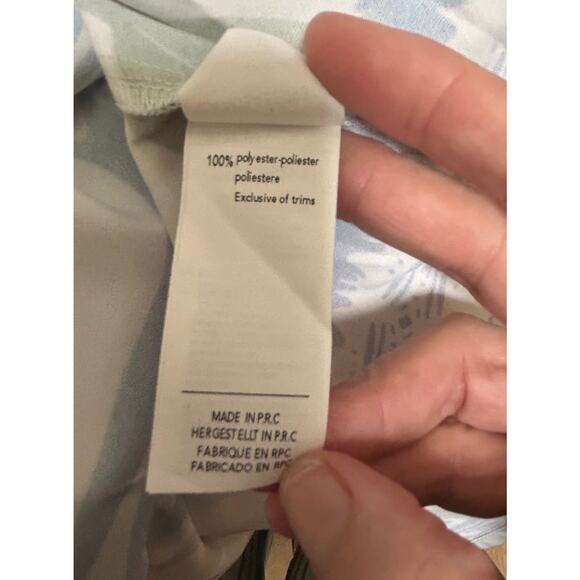 100% polyester-poliester
poliestere
Exclusive of trims
MADE IN P.R.C
HERGESTELLT IN P.R.C
FABRIQUE EN RPC
FABRICADO EN RPC